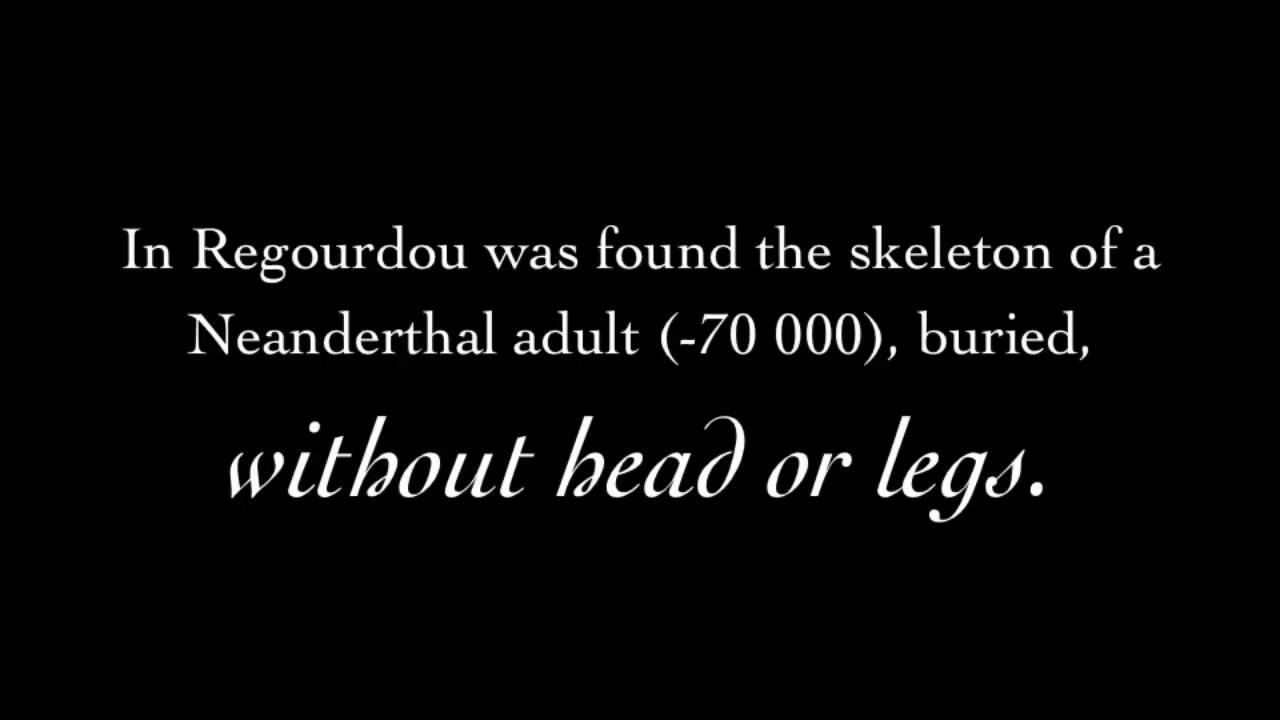 In Regourdou was found the skeleton of a
Neanderthal adult (-70 000), buried,
without head or legs.